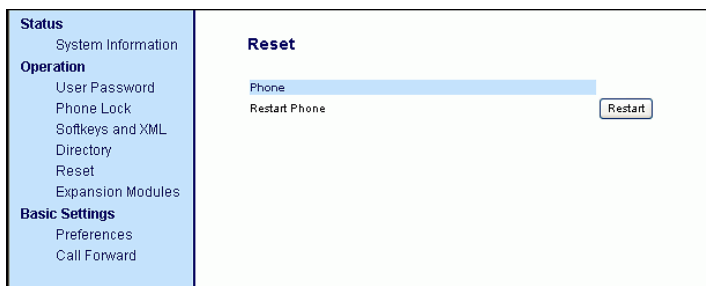 Status
System Information
Operation
User Password
Phone Lock
Softkeys and XML
Directory
Reset
Expansion Modules
Basic Settings
Preferences
Call Forward
Reset
Phone
Restart Phone
Restart